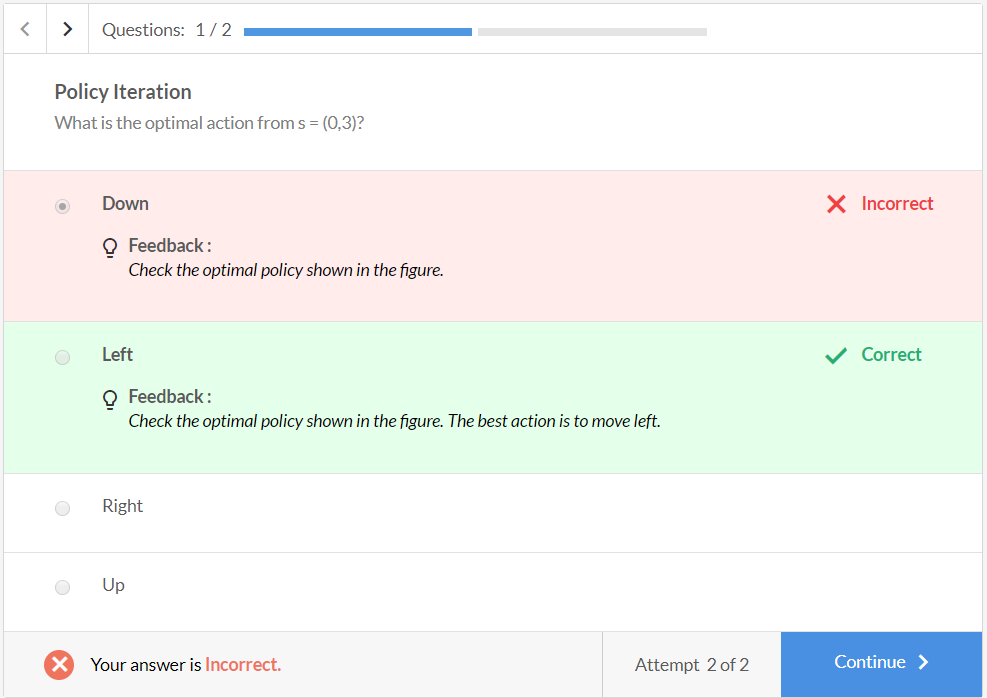 Questions: 1 / 2
Policy Iteration
What is the optimal action from s = (0,3)?
Down
Incorrect
Feedback :
Check the optimal policy shown in the figure.
Left
Correct
Feedback :
Check the optimal policy shown in the figure. The best action is to move left.
Right
Up
Your answer is Incorrect.
Attempt 2 of 2
Continue